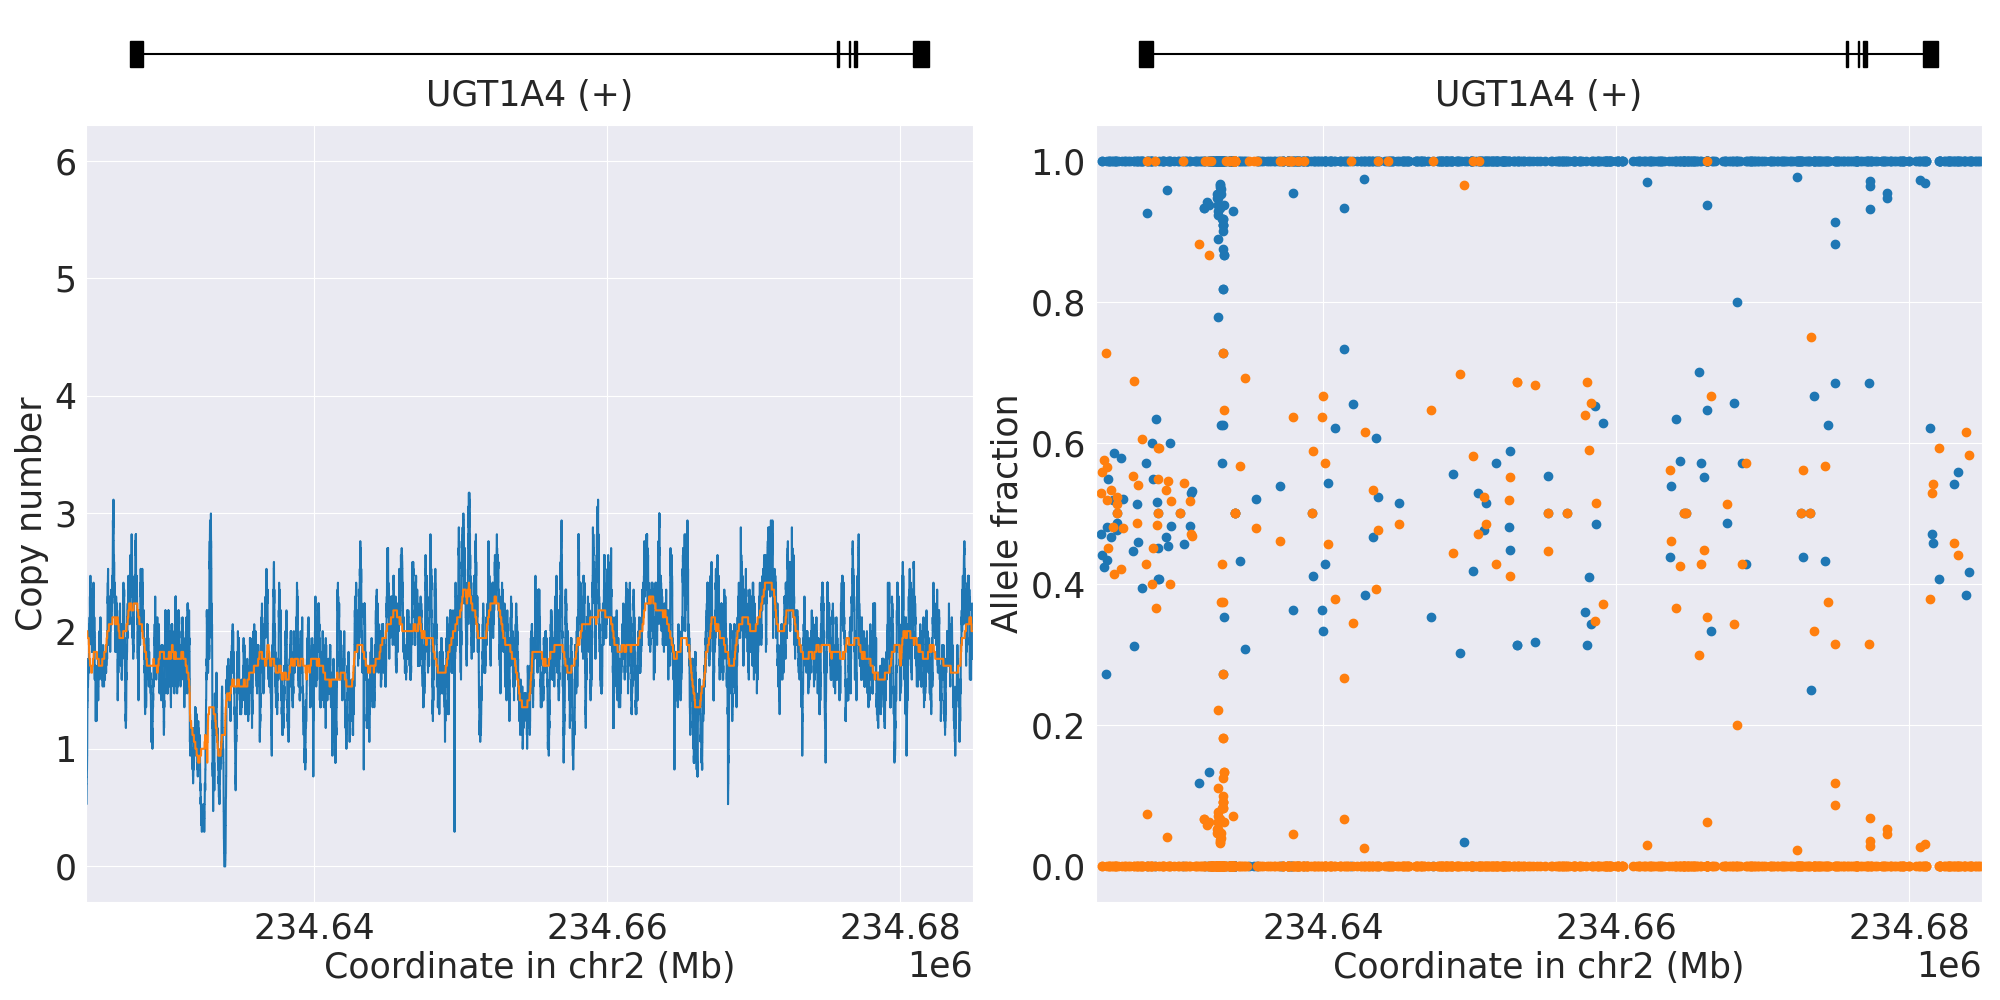 UGT1A4 (+)
6
5
4
3
2
1
0
Copy number
234.64
234.66
234.68
Coordinate in chr2 (Mb)
1e6
UGT1A4 (+)
1.0
0.8
0.6
0.4
0.2
0.0
Allele fraction
234.64
234.66
234.68
Coordinate in chr2 (Mb)
1e6